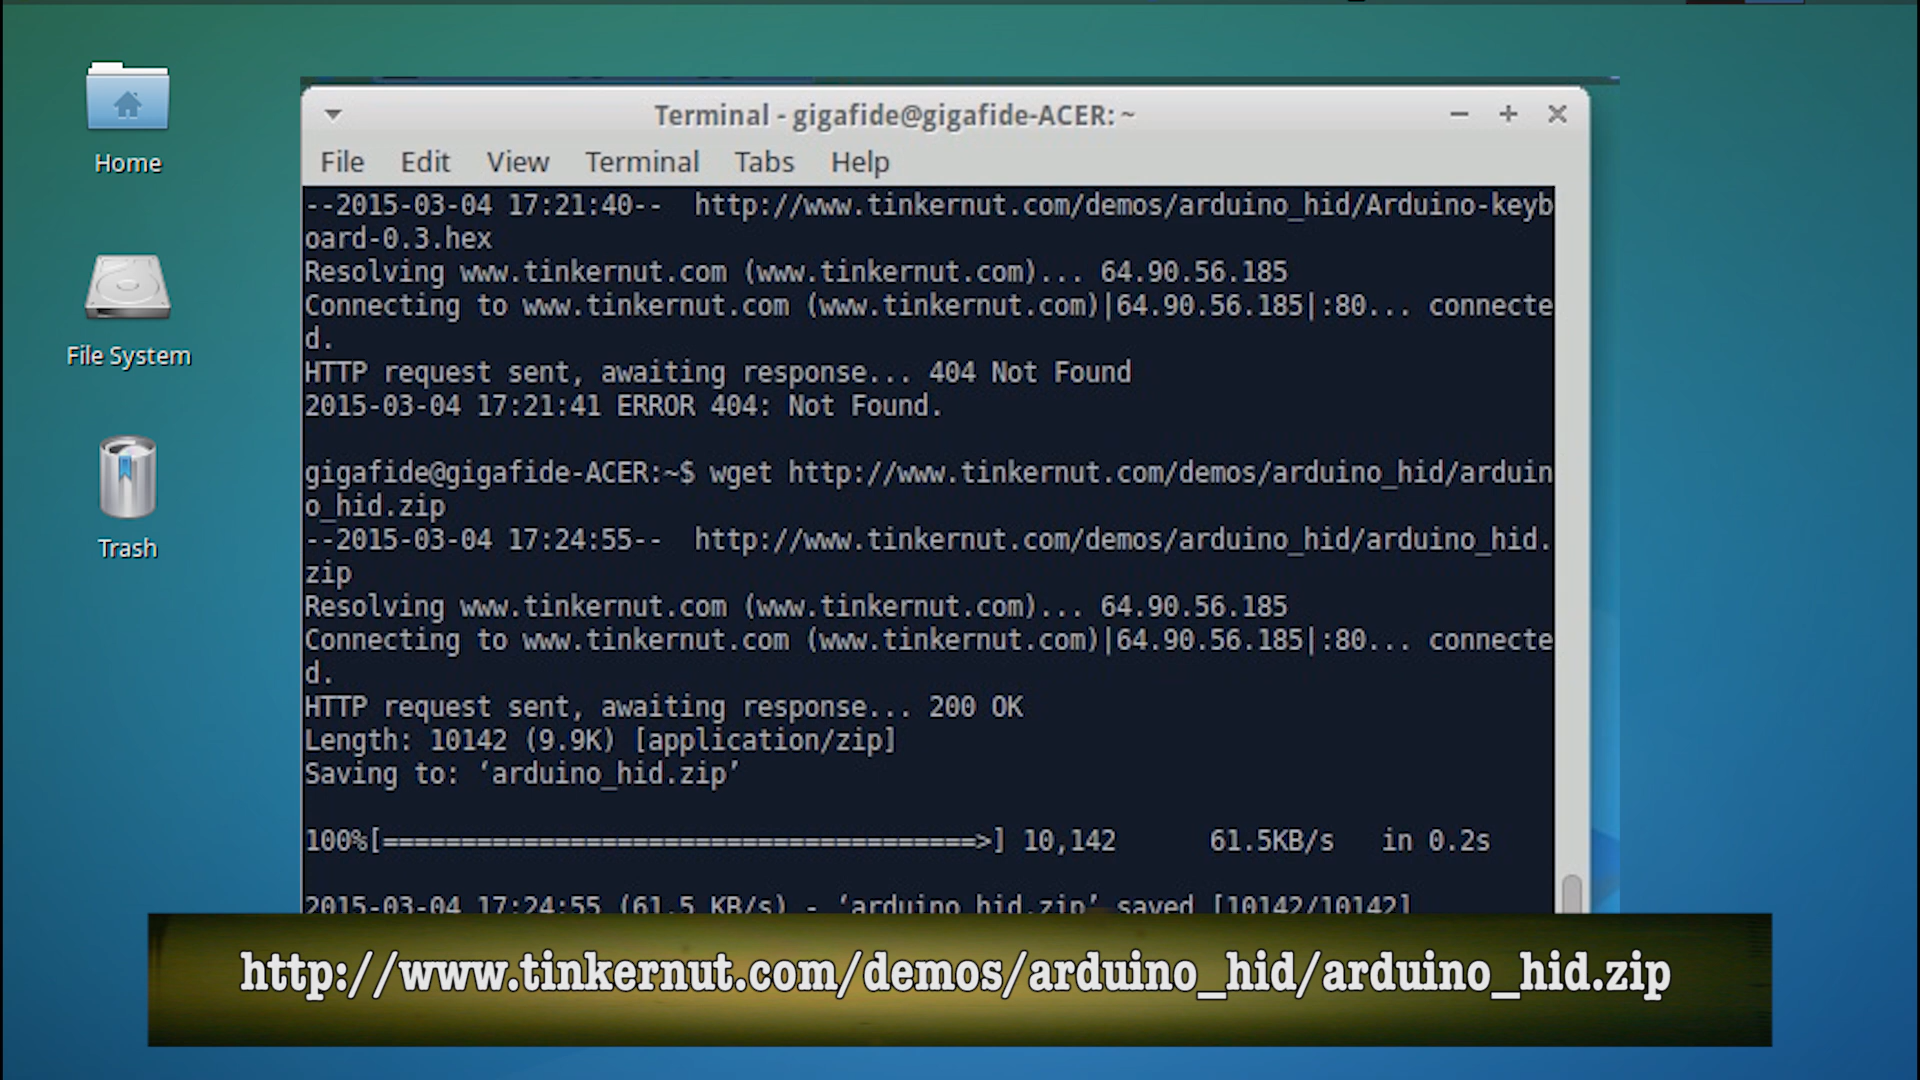 Home
File System
Trash
Terminal - gigafide@gigafide-ACER: ~
File Edit View Terminal Tabs Help
--2015-03-04 17:21:40--  http://www.tinkernut.com/demos/arduino_hid/Arduino-keyb
oard-0.3.hex
Resolving www.tinkernut.com (www.tinkernut.com)... 64.90.56.185
Connecting to www.tinkernut.com (www.tinkernut.com)|64.90.56.185|:80... connecte
d.
HTTP request sent, awaiting response... 404 Not Found
2015-03-04 17:21:41 ERROR 404: Not Found.
gigafide@gigafide-ACER:~$ wget http://www.tinkernut.com/demos/arduino_hid/arduin
o_hid.zip
--2015-03-04 17:24:55--  http://www.tinkernut.com/demos/arduino_hid/arduino_hid.
zip
Resolving www.tinkernut.com (www.tinkernut.com)... 64.90.56.185
Connecting to www.tinkernut.com (www.tinkernut.com)|64.90.56.185|:80... connecte
d.
HTTP request sent, awaiting response... 200 OK
Length: 10142 (9.9K) [application/zip]
Saving to: ‘arduino_hid.zip’
100%[======================================>] 10,142      61.5KB/s   in 0.2s
2015-03-04 17:24:55 (61.5 KB/s) - ‘arduino_hid.zip’ saved [10142/10142]
http://www.tinkernut.com/demos/arduino_hid/arduino_hid.zip